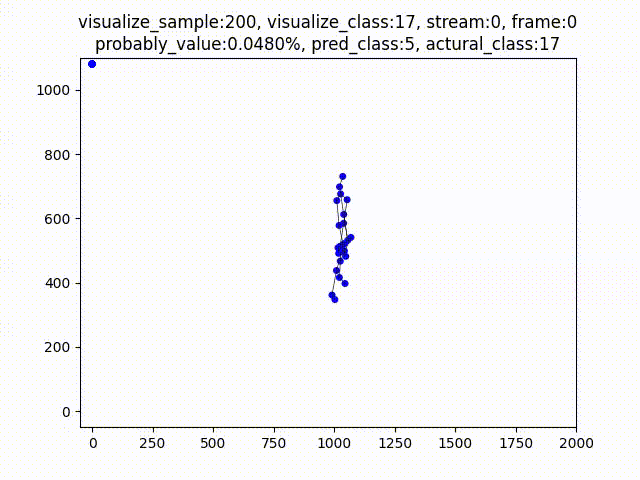 visualize_sample:200, visualize_class:17, stream:0, frame:0
probably_value:0.0480%, pred_class:5, actural_class:17
1000
800
600
400
200
0
0 250 500 750 1000 1250 1500 1750 2000